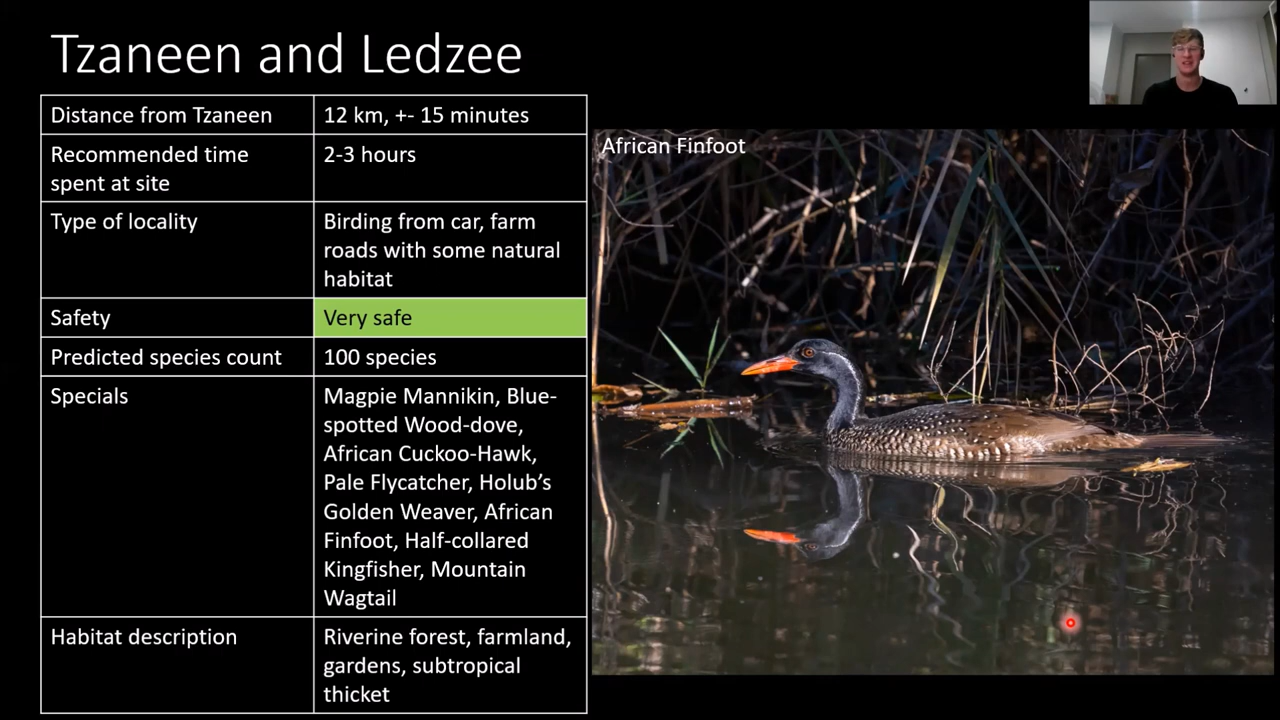 Tzaneen and Ledzee
Distance from Tzaneen
12 km, +- 15 minutes
Recommended time
spent at site
2-3 hours
Type of locality
Birding from car, farm
roads with some natural
habitat
Safety
Very safe
Predicted species count
100 species
Specials
Magpie Mannikin, Blue-
spotted Wood-dove,
African Cuckoo-Hawk,
Pale Flycatcher, Holub’s
Golden Weaver, African
Finfoot, Half-collared
Kingfisher, Mountain
Wagtail
Habitat description
Riverine forest, farmland,
gardens, subtropical
thicket
African Finfoot